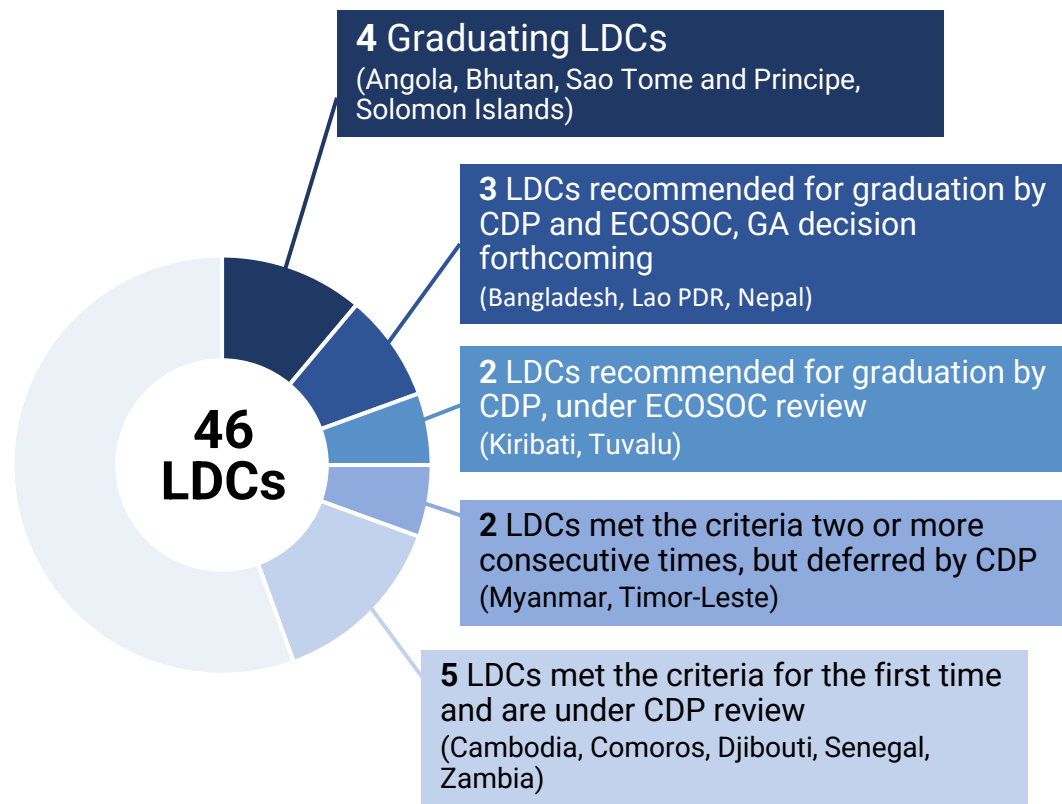 4 Graduating LDCs
(Angola, Bhutan, Sao Tome and Principe,
Solomon Islands)
3 LDCs recommended for graduation by
CDP and ECOSOC, GA decision
forthcoming
(Bangladesh, Lao PDR, Nepal)
2 LDCs recommended for graduation by
CDP, under ECOSOC review
(Kiribati, Tuvalu)
46
LDCs
2 LDCs met the criteria two or more
consecutive times, but deferred by CDP
(Myanmar, Timor-Leste)
5 LDCs met the criteria for the first time
and are under CDP review
(Cambodia, Comoros, Djibouti, Senegal,
Zambia)